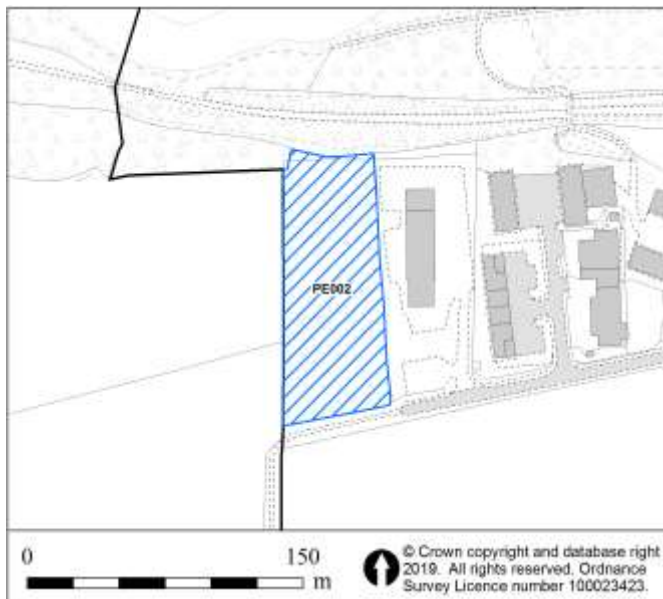 PE002
0 150
m
© Crown copyright and database right
2019. All rights reserved. Ordnance
Survey Licence number 100023423.